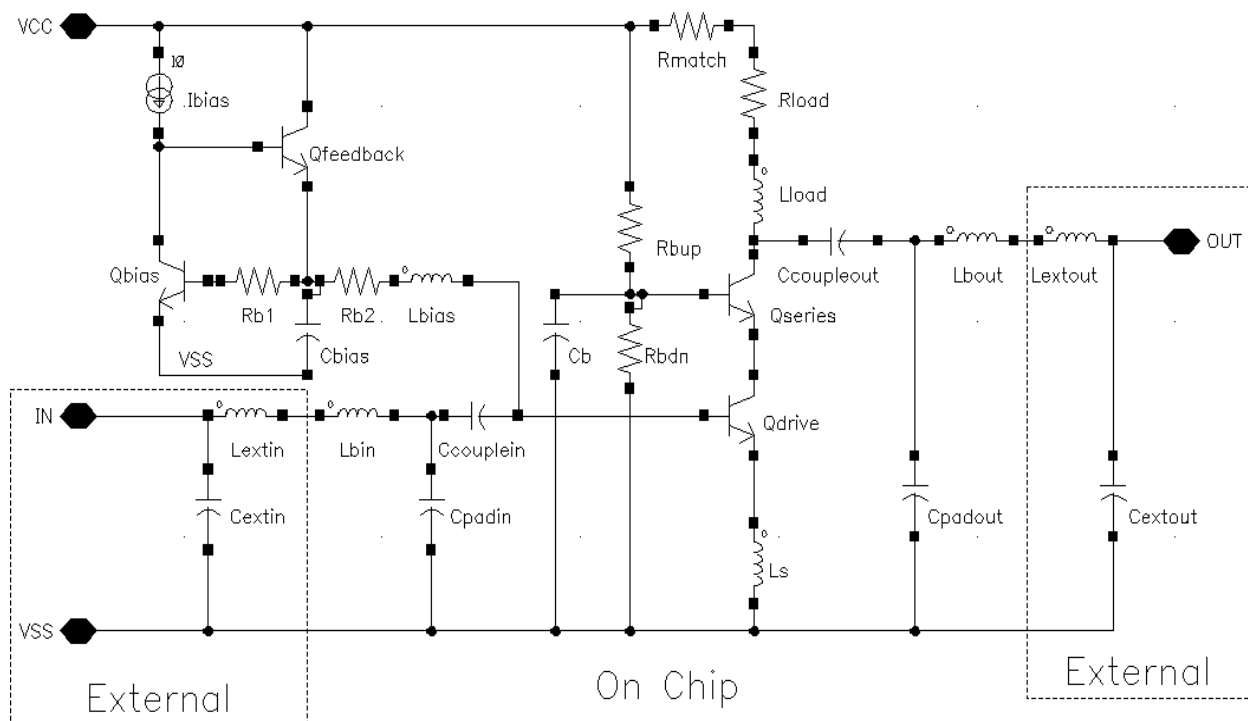 VCC
I0
Ibias
Rmatch
Rload
Qfeedback
Lload
OUT
Qbias
Rbup
Ccoupleout
Lbout
Lextout
Rb1
Rb2
Lbias
Qseries
VSS
Cbias
Cb
Rbdn
IN
Lextin
Lbin
Ccouplein
Qdrive
Cextin
Cpadin
Cpadout
Cextout
Ls
VSS
External
On Chip
External